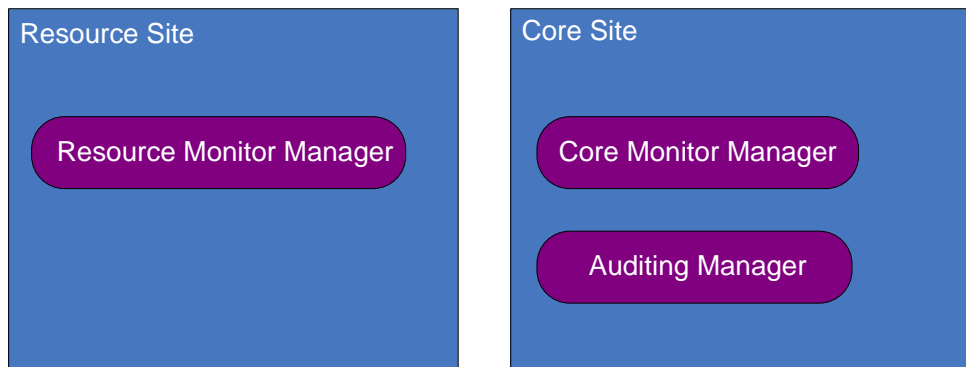 Resource Site
Resource Monitor Manager
Core Site
Core Monitor Manager
Auditing Manager